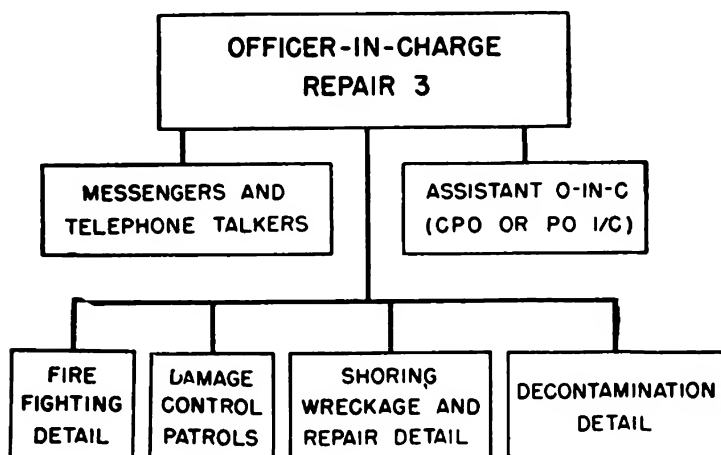 OFFICER-IN-CHARGE
REPAIR 3
MESSENGERS AND
TELEPHONE TALKERS
ASSISTANT O-IN-C
(CPO OR PO I/C)
FIRE
FIGHTING
DETAIL
DAMAGE
CONTROL
PATROLS
SHORING,
WRECKAGE AND
REPAIR DETAIL
DECONTAMINATION
DETAIL